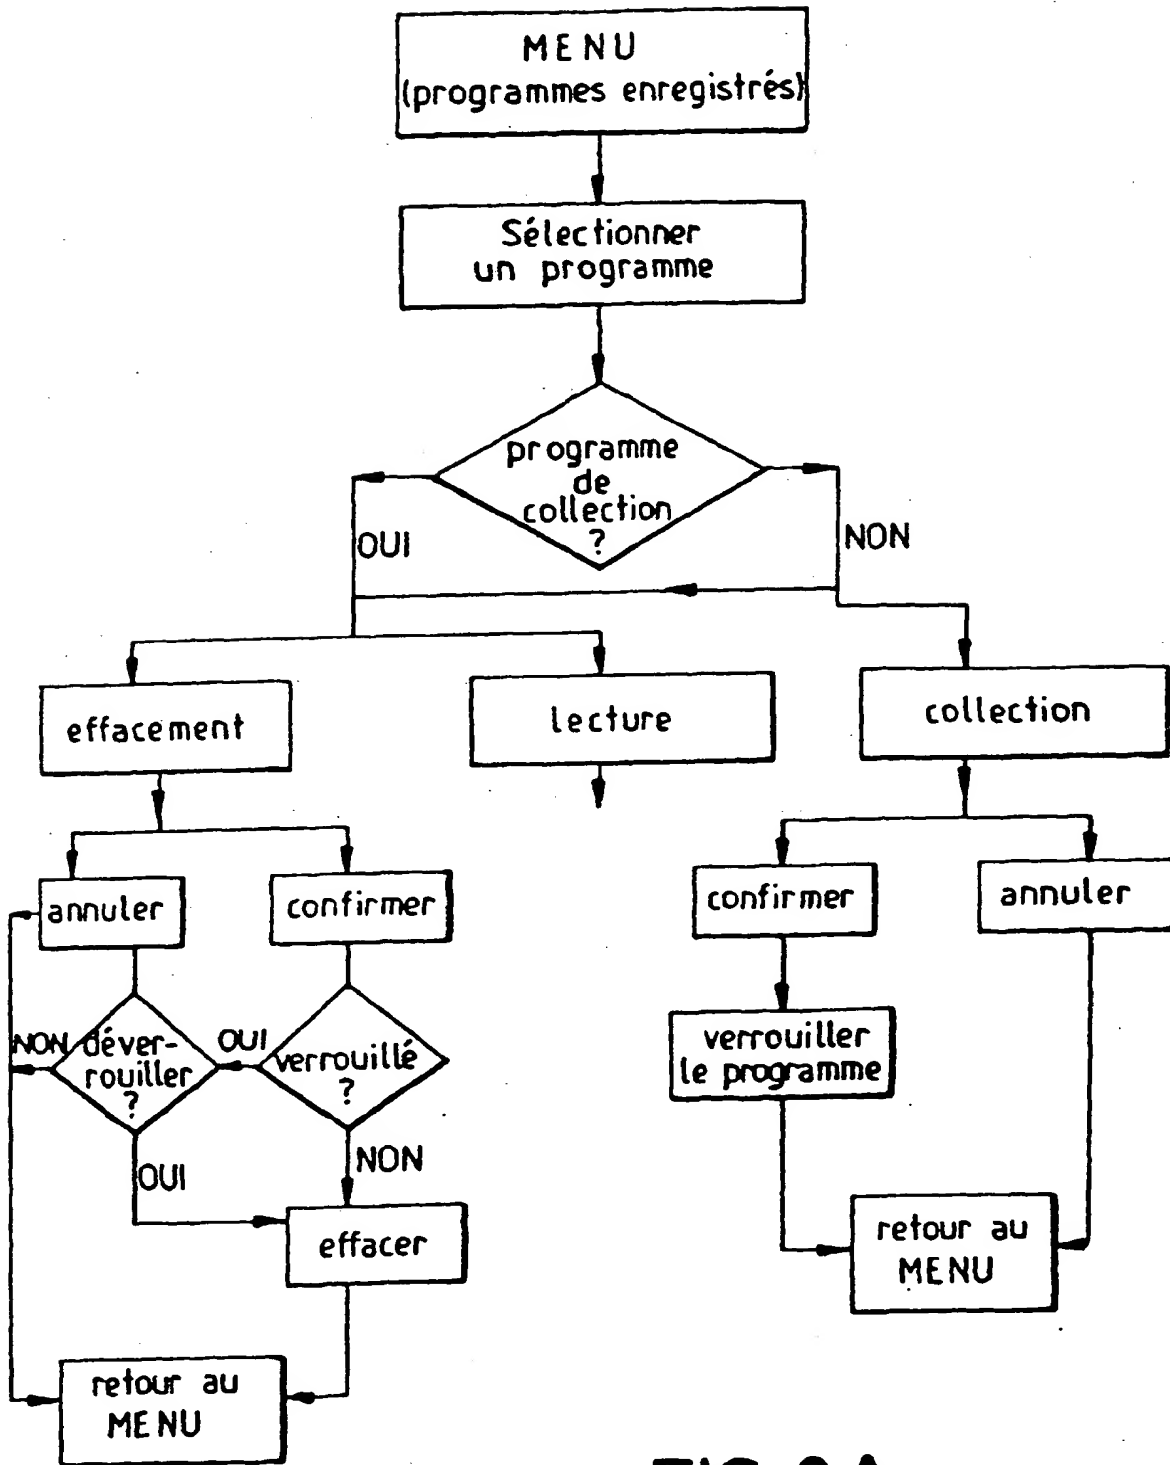 MENU
(programmes enregistrés)
Sélectionner
un programme
programme
de
collection
?
OUI
NON
effacement
lecture
collection
annuler
confirmer
confirmer
annuler
NON
déver-
rouiller
?
OUI
verrouillé
?
verrouiller
le programme
OUI
NON
effacer
retour au
MENU
retour au
MENU